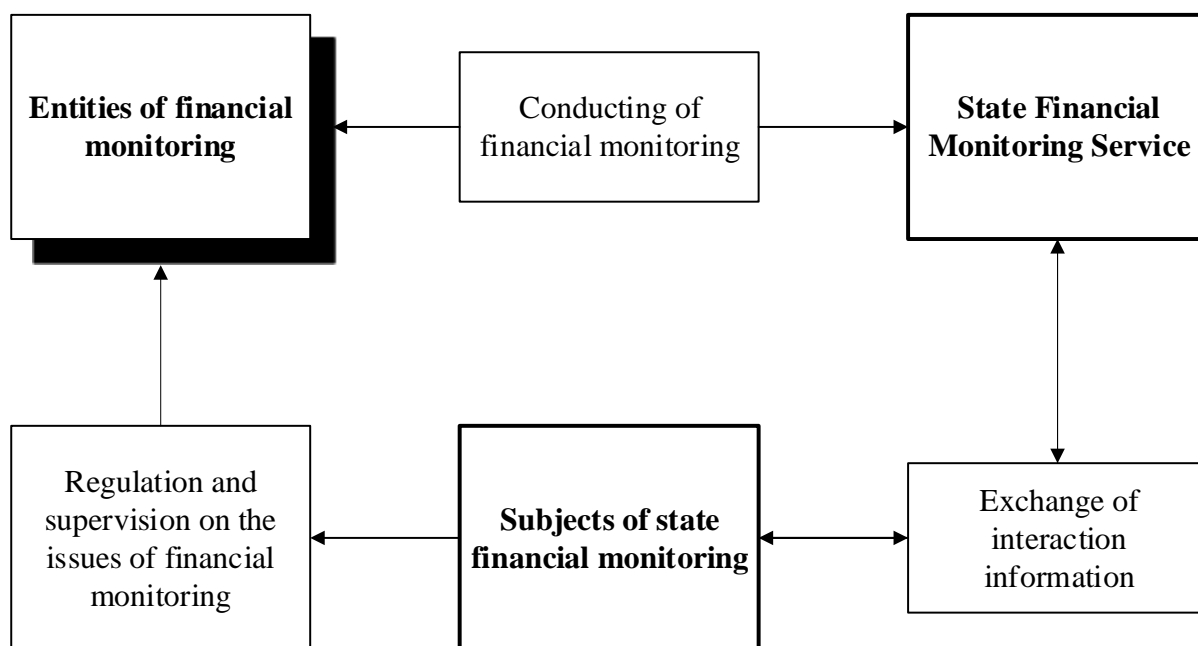 Entities of financial
monitoring
Conducting of
financial monitoring
State Financial
Monitoring Service
Regulation and
supervision on the
issues of financial
monitoring
Subjects of state
financial monitoring
Exchange of
interaction
information